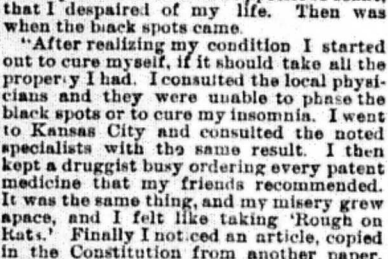 that I despaired of my life. Then was
when the black spots came.
"After realizing my condition I started
out to cure myself, if it should take all the
property I had. I consulted the local physi-
cians and they were unable to phase the
black spots or to cure my insomnia. I went
to Kansas City and consulted the noted
specialists with the same result. I then
kept a druggist busy ordering every patent
medicine that my friends recommended.
It was the same thing, and my misery grew
apace, and I felt like taking 'Rough on
Rats.' Finally I noticed an article, copied
in the Constitution from another paper,